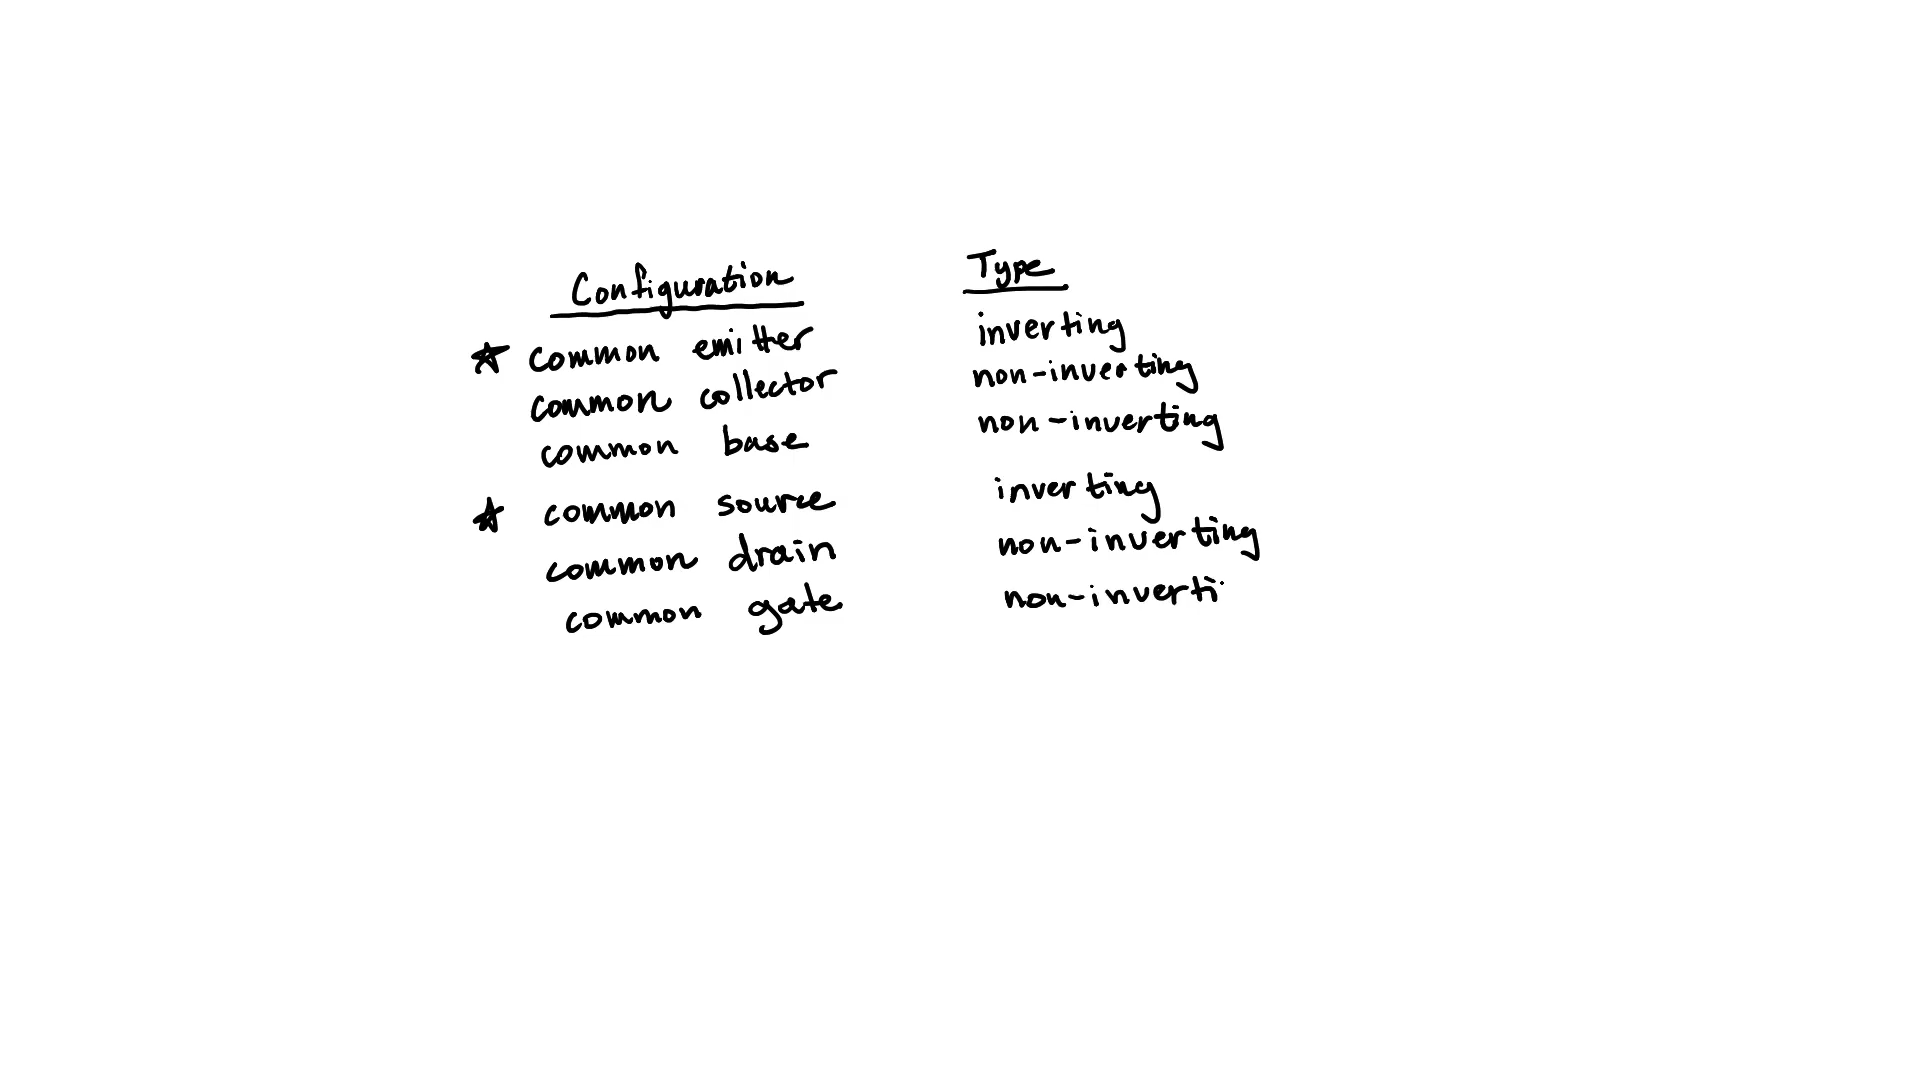 Configuration Type
☆ common emitter inverting
common collector non-inverting
common base non-inverting
☆ common source inverting
common drain non-inverting
common gate non-inverti